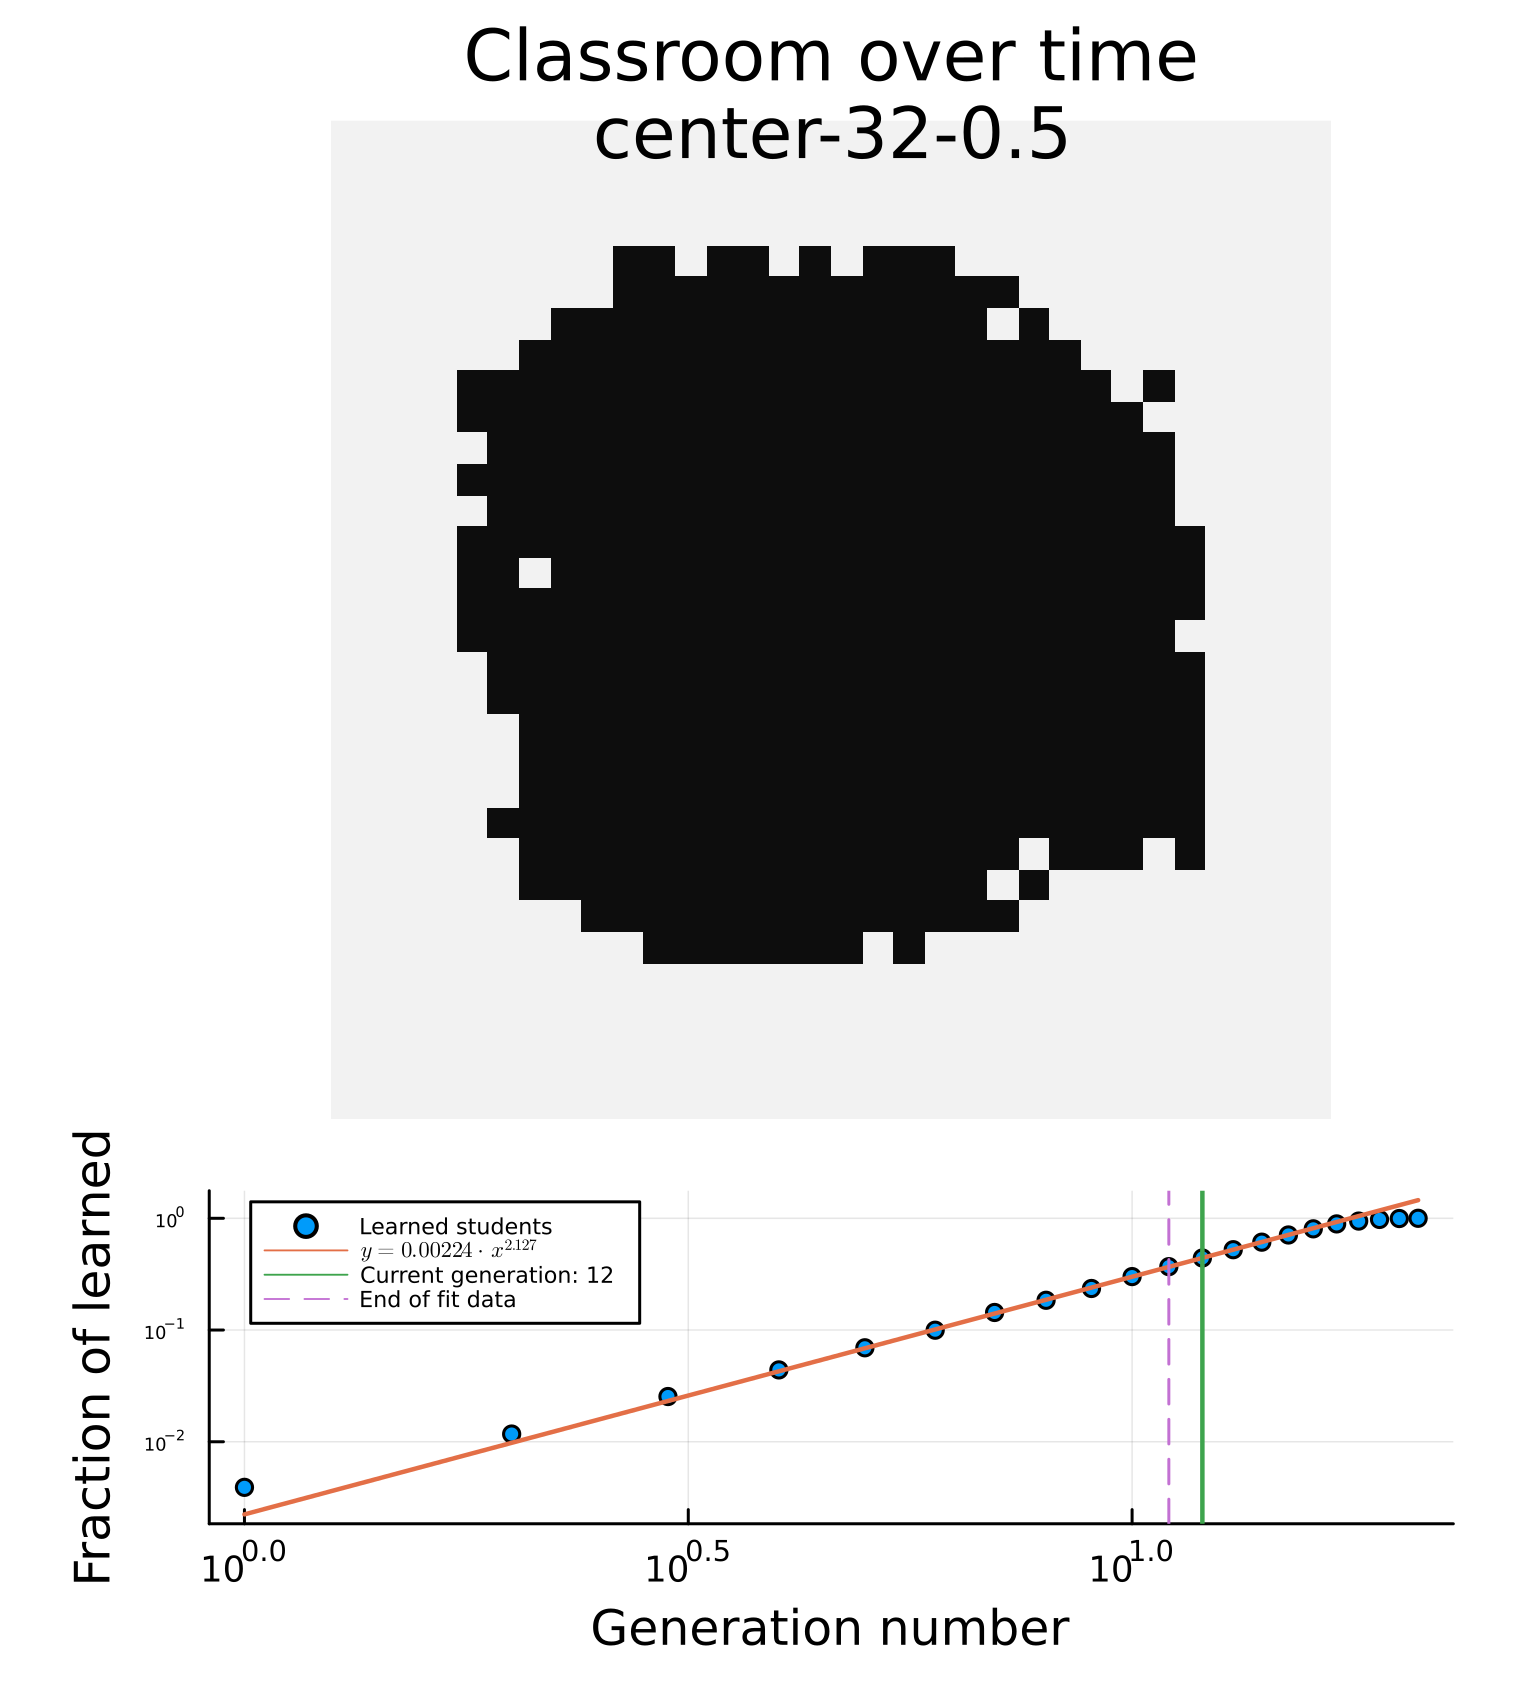 Classroom over time
center-32-0.5
Fraction of learned
10^0
10^−1
10^−2
Learned students
y = 0.00224 · x^2.127
Current generation: 12
End of fit data
10^0.0 10^0.5 10^1.0
Generation number